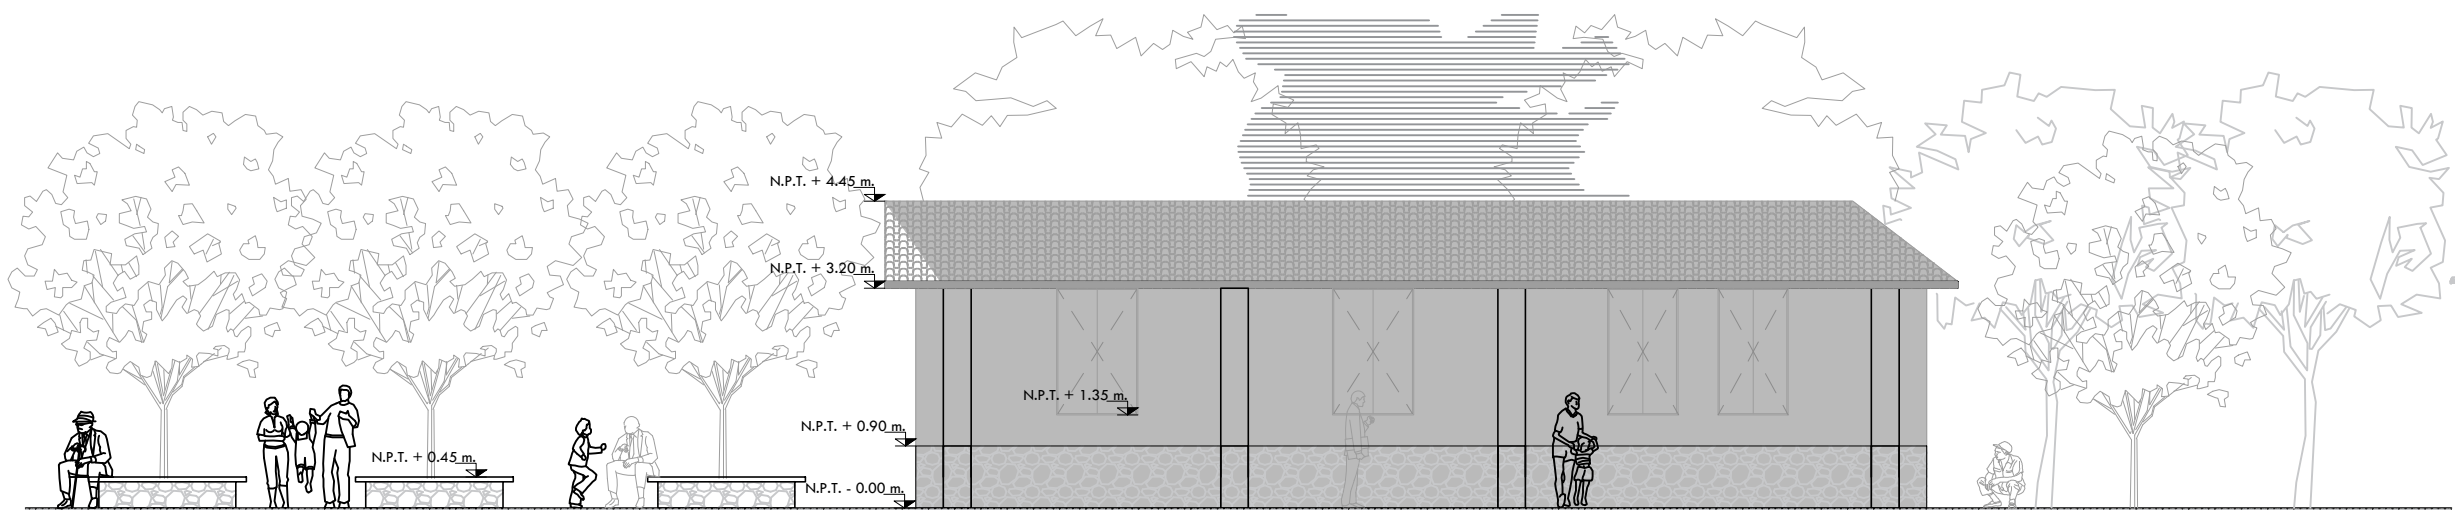 N.P.T. + 4.45 m.
N.P.T. + 3.20 m.
N.P.T. + 1.35 m.
N.P.T. + 0.90 m.
N.P.T. + 0.45 m.
N.P.T. - 0.00 m.